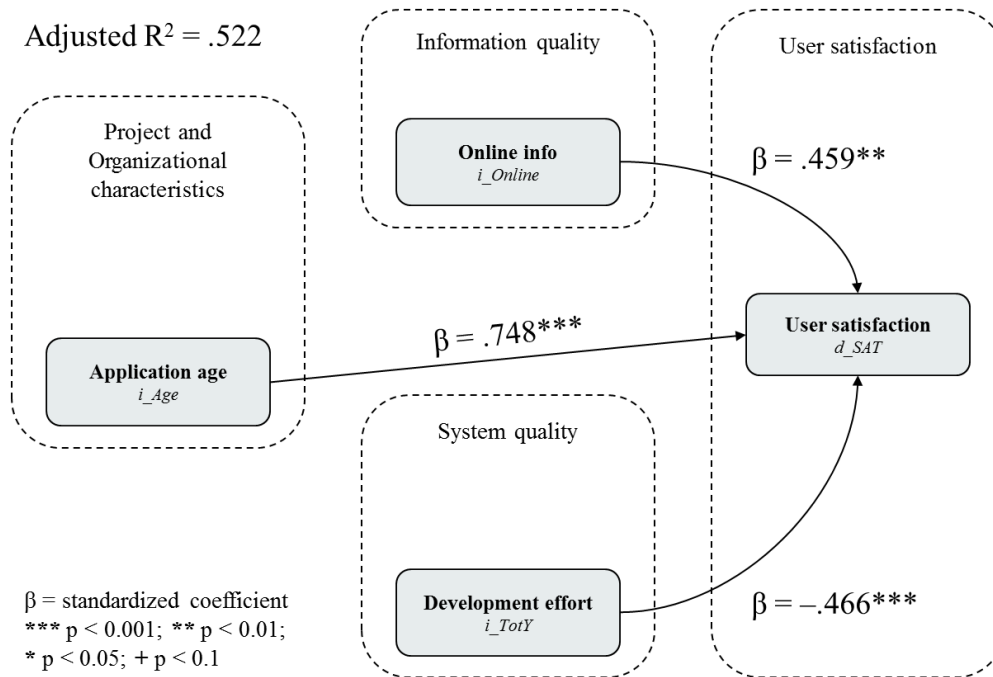 Adjusted R² = .522
Information quality
User satisfaction
Project and
Organizational
characteristics
Online info
i_Online
β = .459**
β = .748***
User satisfaction
d_SAT
Application age
i_Age
System quality
Development effort
i_TotY
β = –.466***
β = standardized coefficient
*** p < 0.001; ** p < 0.01;
* p < 0.05; + p < 0.1